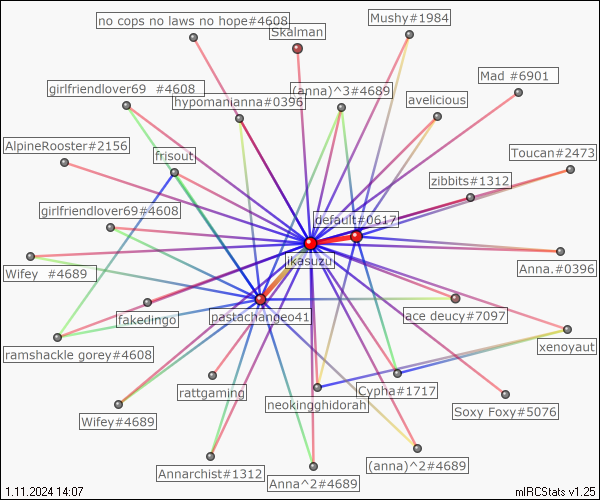 no cops no laws no hope#4608
Mushy#1984
Skalman
Mad #6901
girlfriendlover69 #4608
(anna)^3#4689
hypomanianna#0396
avelicious
AlpineRooster#2156
Toucan#2473
frisout
zibbits#1312
girlfriendlover69#4608
default#0617
ikasuzu
Wifey #4689
Anna.#0396
fakedingo
pastachangeo41
ace deucy#7097
ramshackle gorey#4608
xenoyaut
rattgaming
Cypha#1717
neokingghidorah
Soxy Foxy#5076
Wifey#4689
Annarchist#1312
(anna)^2#4689
Anna^2#4689
1.11.2024 14:07
mIRCStats v1.25